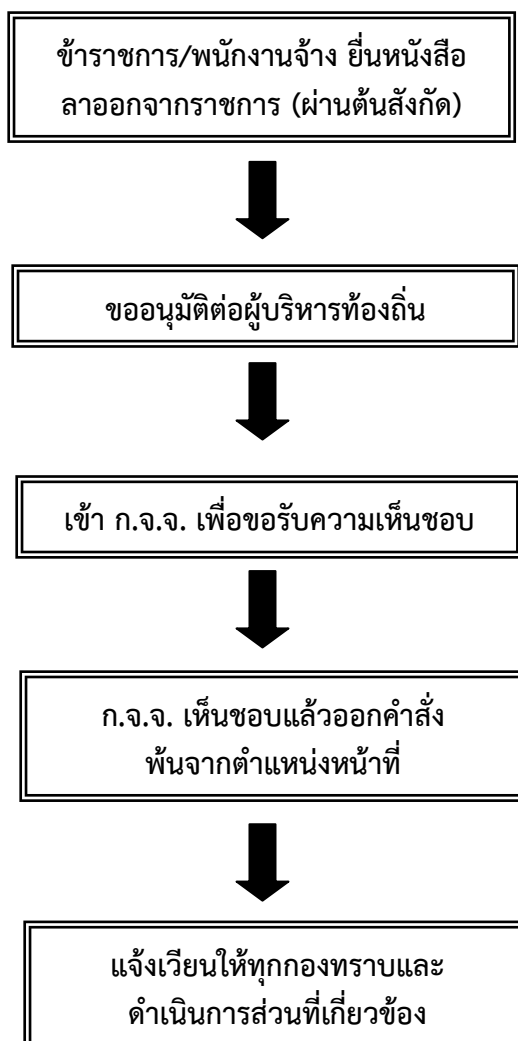 ข้าราชการ/พนักงานจ้าง ยื่นหนังสือ
ลาออกจากราชการ (ผ่านต้นสังกัด)
ขออนุมัติต่อผู้บริหารท้องถิ่น
เข้า ก.จ.จ. เพื่อขอรับความเห็นชอบ
ก.จ.จ. เห็นชอบแล้วออกคำสั่ง
พ้นจากตำแหน่งหน้าที่
แจ้งเวียนให้ทุกกองทราบและ
ดำเนินการส่วนที่เกี่ยวข้อง